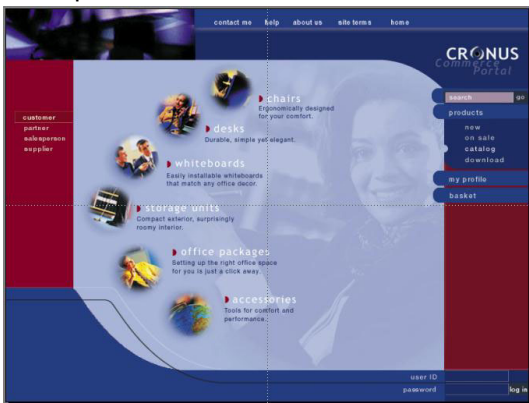 contact me help about us site terms home
CRONUS
Commerce
Portal
search go
products
new
on sale
catalog
download
my profile
basket
customer
partner
salesperson
supplier
chairs
Ergonomically designed
for your comfort.
desks
Durable, simple yet elegant.
whiteboards
Easily installable whiteboards
that match any office decor.
storage units
Compact exterior, surprisingly
roomy interior.
office packages
Setting up the right office space
for you is just a click away.
accessories
Tools for comfort and
performance.
user ID
password log in